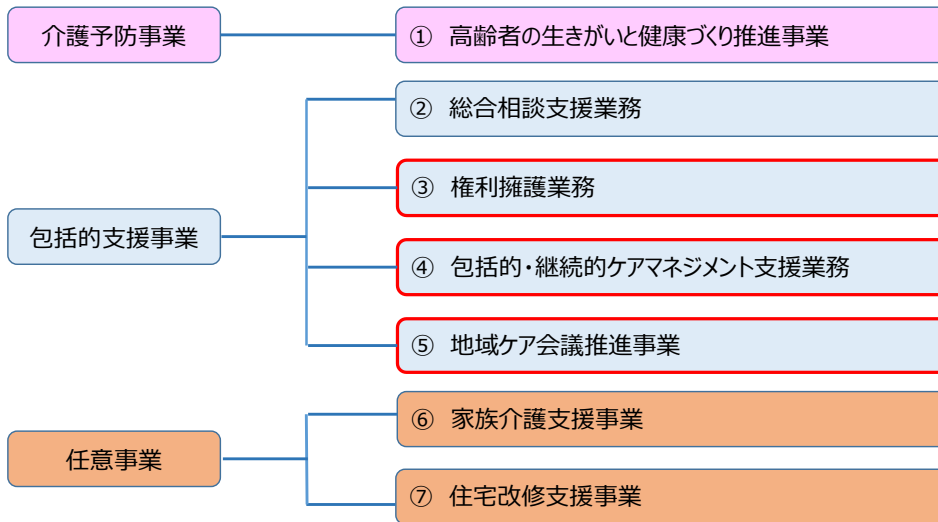 介護予防事業
① 高齢者の生きがいと健康づくり推進事業
② 総合相談支援業務
③ 権利擁護業務
包括的支援事業
④ 包括的・継続的ケアマネジメント支援業務
⑤ 地域ケア会議推進事業
⑥ 家族介護支援事業
任意事業
⑦ 住宅改修支援事業